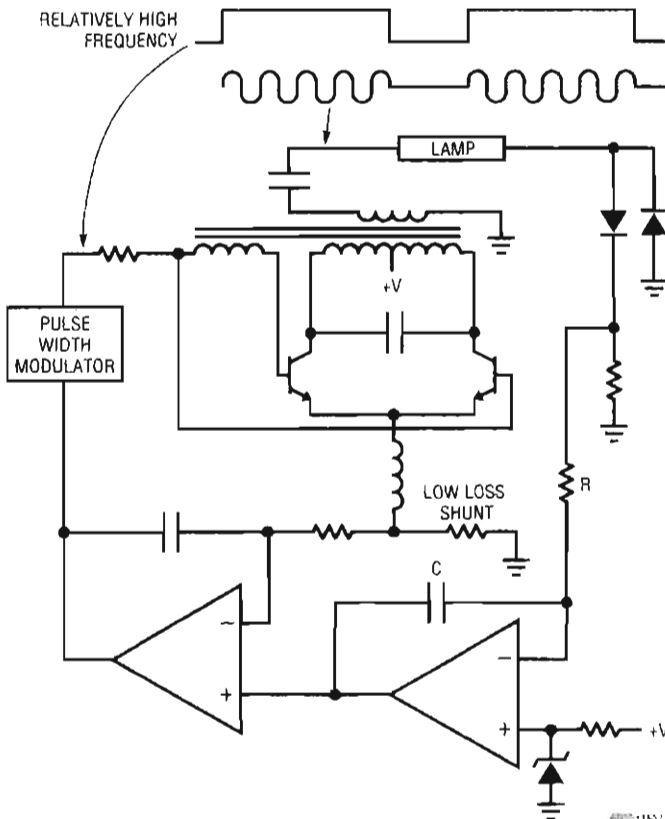 RELATIVELY HIGH
FREQUENCY
LAMP
+V
PULSE
WIDTH
MODULATOR
R
LOW LOSS
SHUNT
C
+V